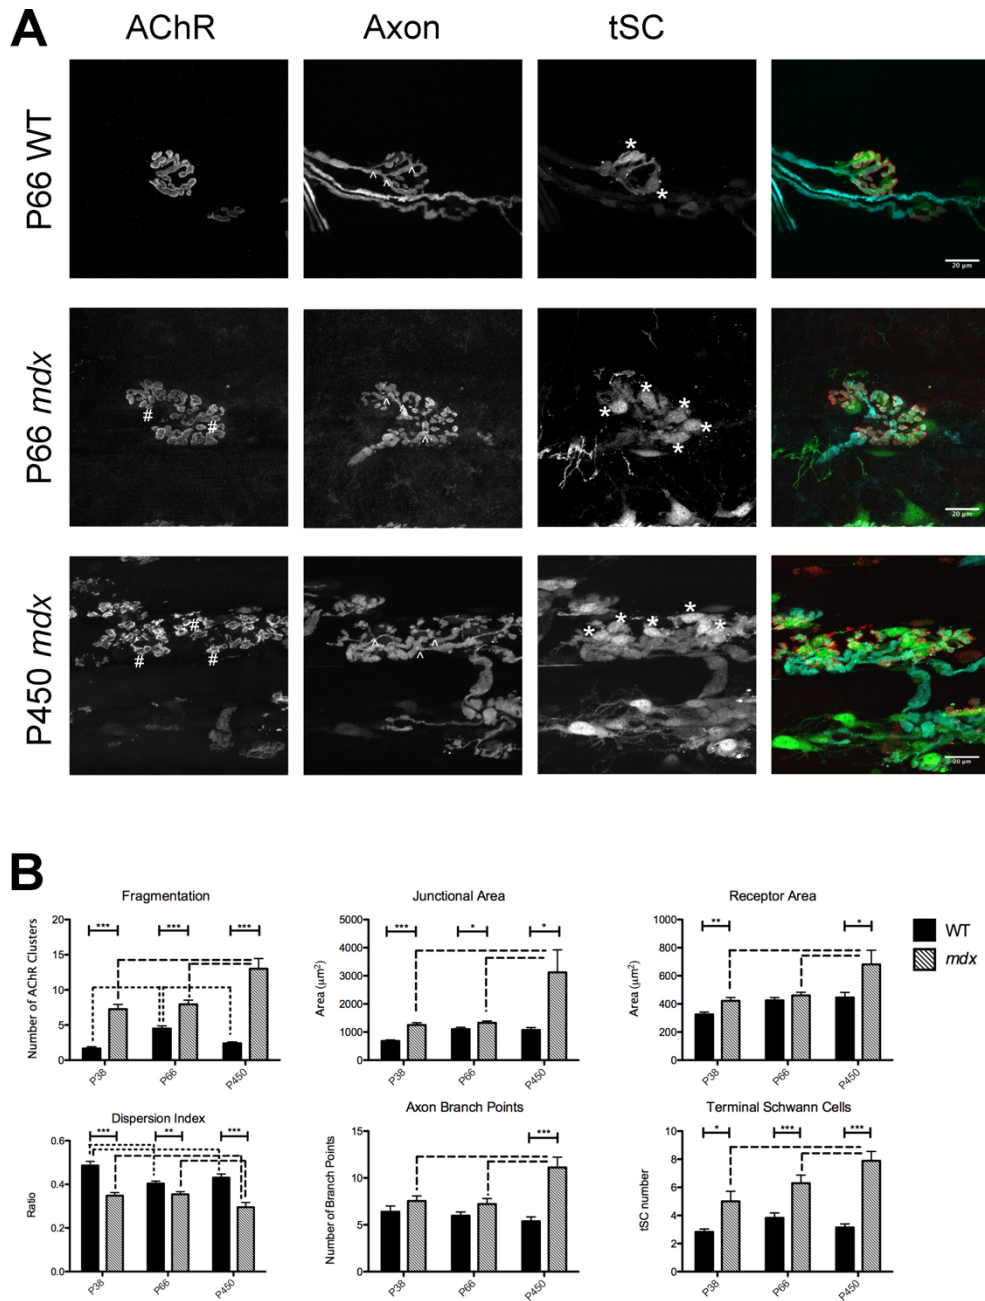 A
AChR Axon tSC
P66 WT
^ ^ ^
* *
20 µm
P66 mdx
# #
^ ^ ^
* * * * *
20 µm
P450 mdx
# # #
^ ^ ^
* * * * *
20 µm
B
Fragmentation
Number of AChR Clusters
20
15
10
5
0
*** *** ***
P38 P66 P450
Junctional Area
Area (µm²)
5000
4000
3000
2000
1000
0
*** * *
P38 P66 P450
Receptor Area
Area (µm²)
1000
800
600
400
200
0
** *
P38 P66 P450
WT
mdx
Dispersion Index
Ratio
0.6
0.4
0.2
0.0
*** ** ***
P38 P66 P450
Axon Branch Points
Number of Branch Points
15
10
5
0
***
P38 P66 P450
Terminal Schwann Cells
tSC number
10
8
6
4
2
0
* *** ***
P38 P66 P450